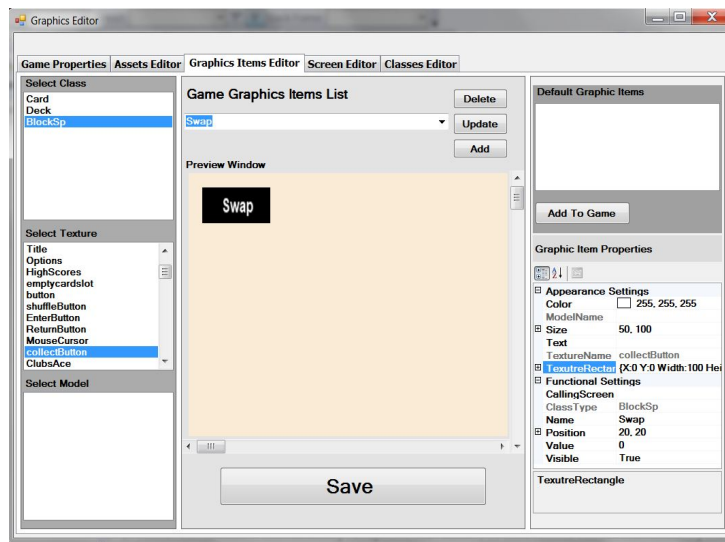 Graphics Editor
Game Properties Assets Editor Graphics Items Editor Screen Editor Classes Editor
Select Class
Card
Deck
BlockSp
Select Texture
Title
Options
HighScores
emptycardslot
button
shuffleButton
EnterButton
ReturnButton
MouseCursor
collectButton
ClubsAce
Select Model
Game Graphics Items List
Delete
Swap
Update
Add
Preview Window
Swap
Save
Default Graphic Items
Add To Game
Graphic Item Properties
Appearance Settings
Color 255, 255, 255
ModelName
Size 50, 100
Text
TextureName collectButton
TexutreRectar {X:0 Y:0 Width:100 Hei
Functional Settings
CallingScreen
ClassType BlockSp
Name Swap
Position 20, 20
Value 0
Visible True
TexutreRectangle